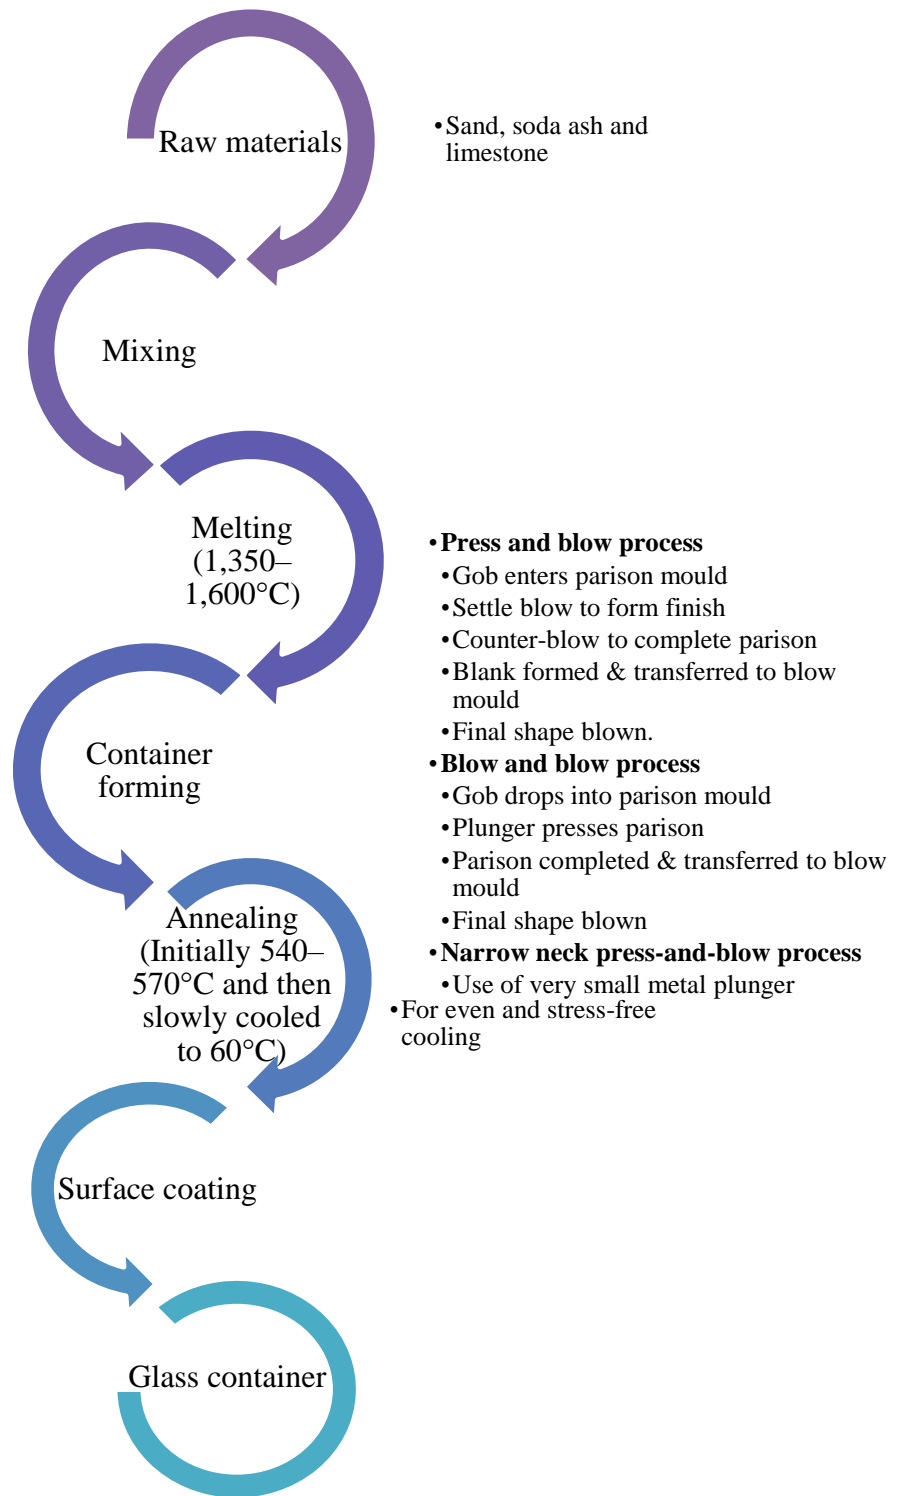 Raw materials
•Sand, soda ash and
limestone
Mixing
Melting
(1,350–
1,600°C)
•Press and blow process
•Gob enters parison mould
•Settle blow to form finish
•Counter-blow to complete parison
•Blank formed & transferred to blow
mould
•Final shape blown.
•Blow and blow process
•Gob drops into parison mould
•Plunger presses parison
•Parison completed & transferred to blow
mould
•Final shape blown
•Narrow neck press-and-blow process
•Use of very small metal plunger
Container
forming
Annealing
(Initially 540–
570°C and then
slowly cooled
to 60°C)
•For even and stress-free
cooling
Surface coating
Glass container